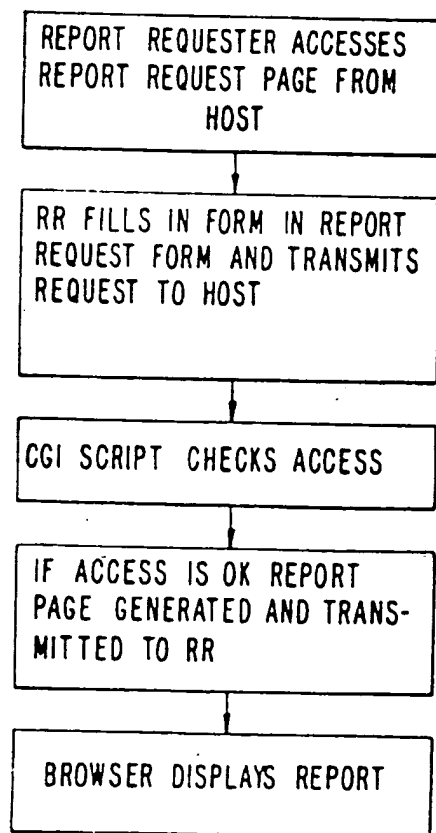 REPORT REQUESTER ACCESSES
REPORT REQUEST PAGE FROM
HOST
RR FILLS IN FORM IN REPORT
REQUEST FORM AND TRANSMITS
REQUEST TO HOST
CGI SCRIPT CHECKS ACCESS
IF ACCESS IS OK REPORT
PAGE GENERATED AND TRANS-
MITTED TO RR
BROWSER DISPLAYS REPORT